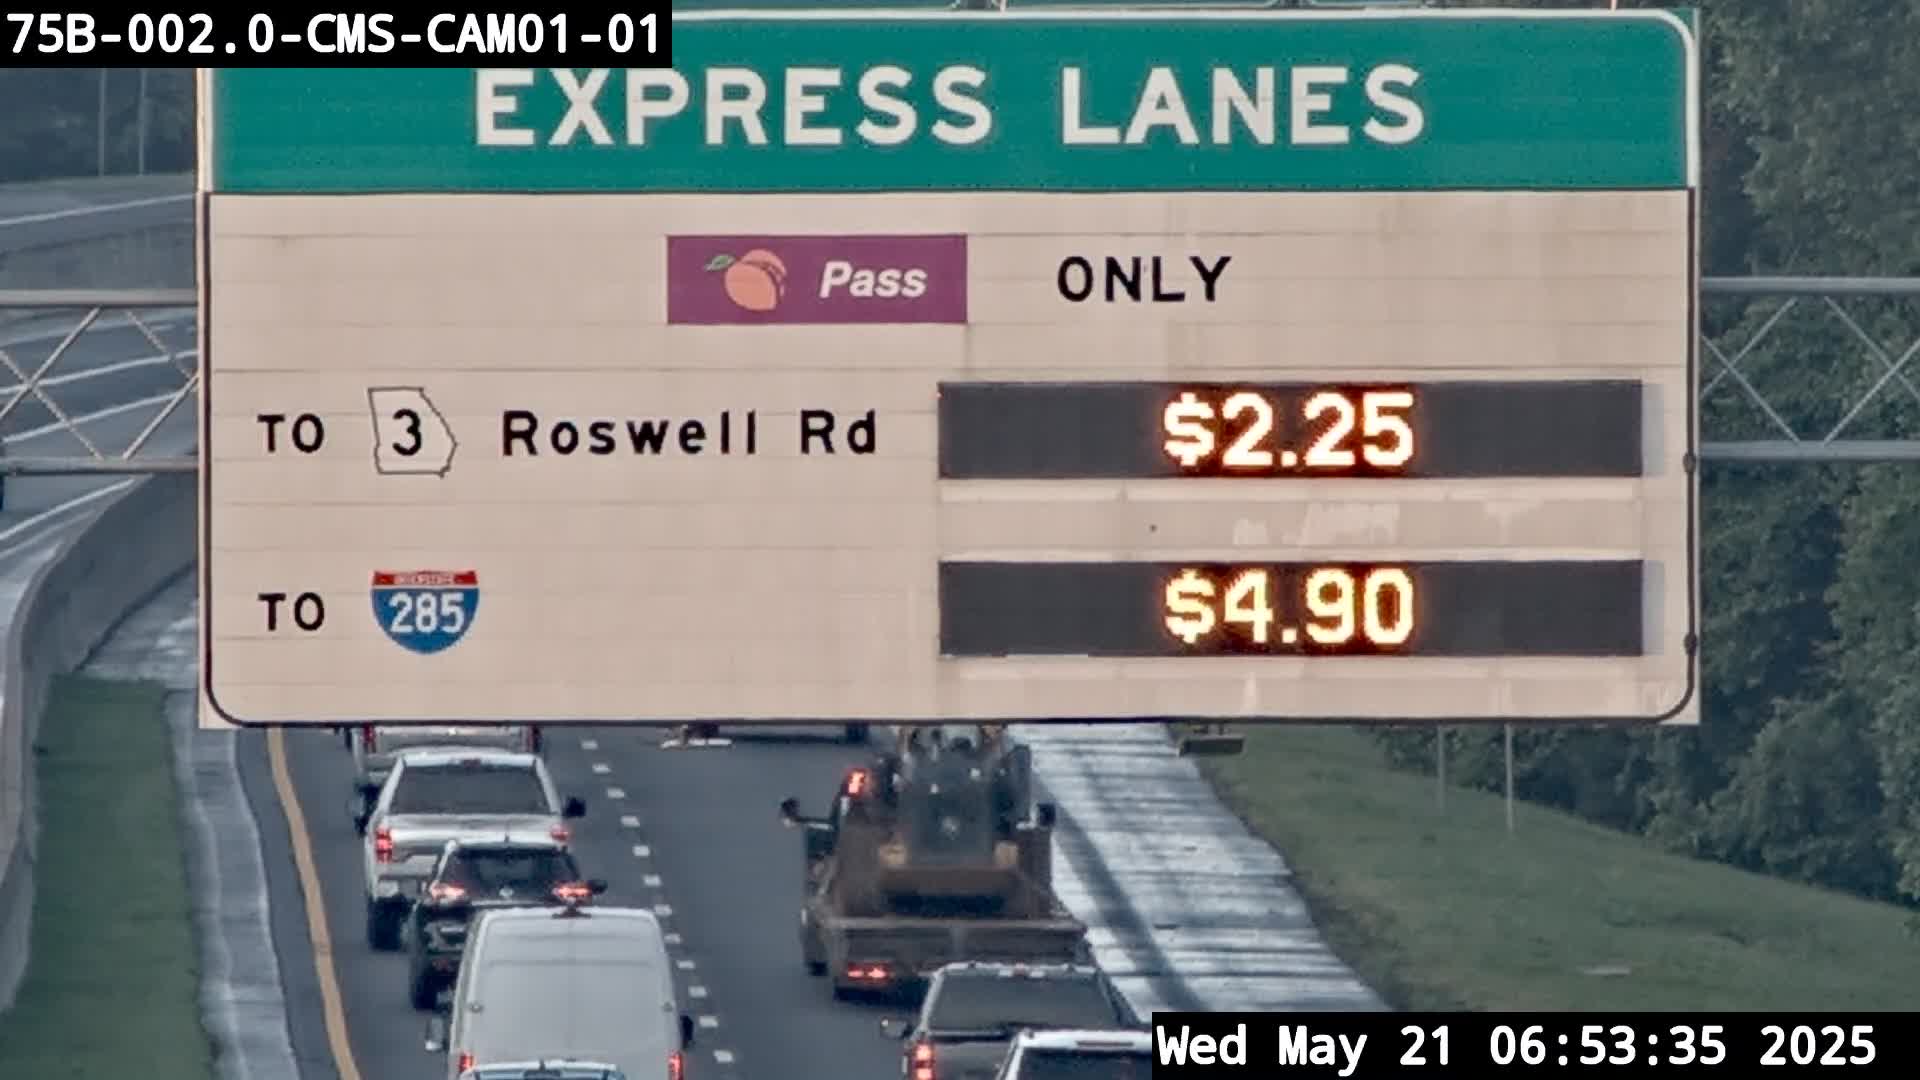 75B-002.0-CMS-CAM01-01
EXPRESS LANES
Pass ONLY
TO 3 Roswell Rd $2.25
INTERSTATE
TO 285 $4.90
Wed May 21 06:53:35 2025